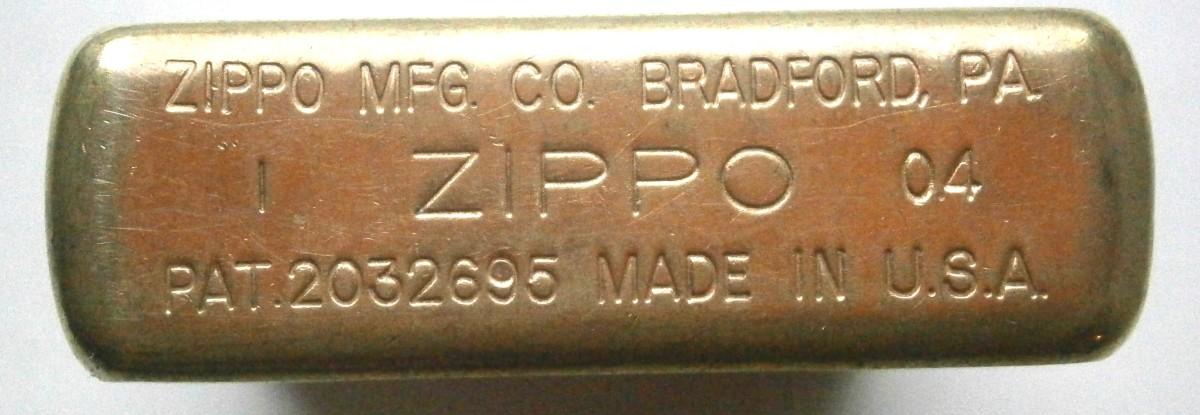 ZIPPO MFG. CO. BRADFORD, PA.
I ZIPPO 04
PAT.2032695 MADE IN U.S.A.